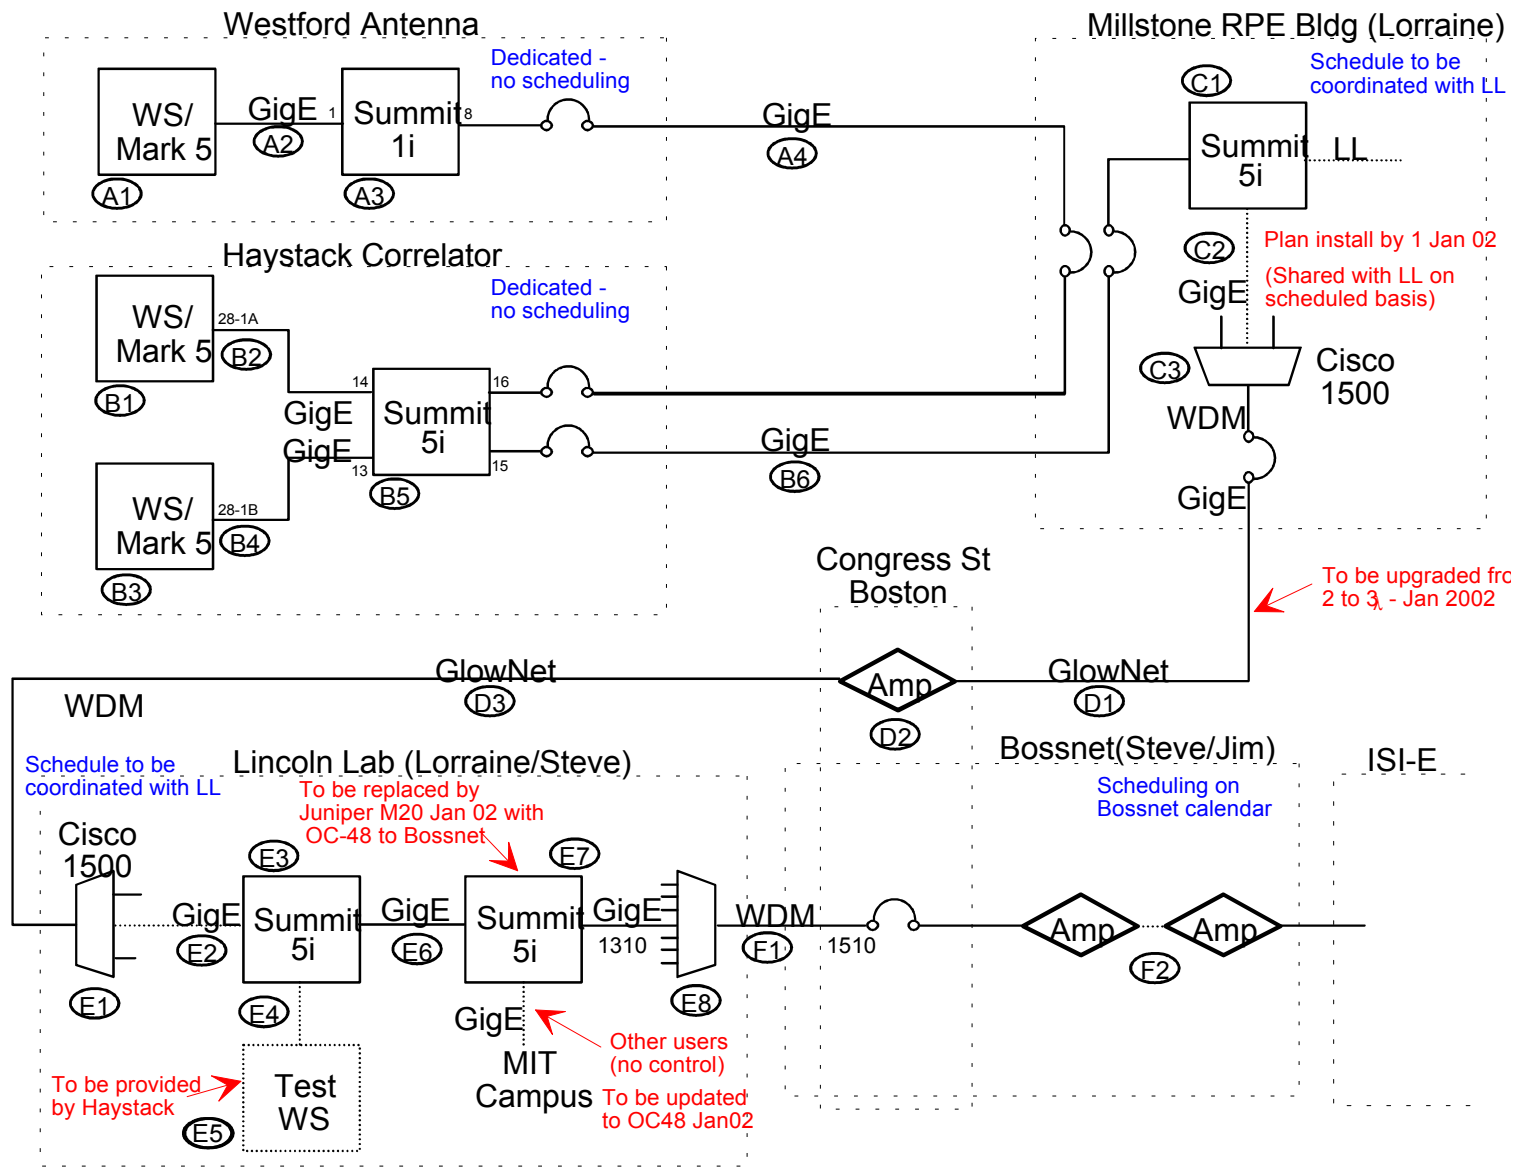 Westford Antenna
Dedicated -
no scheduling
WS/
Mark 5
GigE
1
Summit
1i
8
A1
A2
A3
GigE
A4
Millstone RPE Bldg (Lorraine)
Schedule to be
coordinated with LL
C1
Summit
5i
LL
C2
Plan install by 1 Jan 02
(Shared with LL on
scheduled basis)
GigE
C3
Cisco
1500
WDM
GigE
Haystack Correlator
Dedicated -
no scheduling
WS/
Mark 5
28-1A
B2
B1
14
GigE
GigE
13
Summit
5i
16
15
B5
WS/
Mark 5
28-1B
B4
B3
GigE
B6
To be upgraded fro
2 to 3λ - Jan 2002
Congress St
Boston
Amp
D2
GlowNet
D1
GlowNet
D3
WDM
Lincoln Lab (Lorraine/Steve)
Schedule to be
coordinated with LL
To be replaced by
Juniper M20 Jan 02 with
OC-48 to Bossnet
Cisco
1500
E1
GigE
E2
E3
Summit
5i
E4
GigE
E6
Summit
5i
E7
GigE
1310
E8
To be provided
by Haystack
Test
WS
E5
GigE
MIT
Campus
Other users
(no control)
To be updated
to OC48 Jan02
WDM
F1
1510
Bossnet(Steve/Jim)
Scheduling on
Bossnet calendar
Amp
Amp
F2
ISI-E